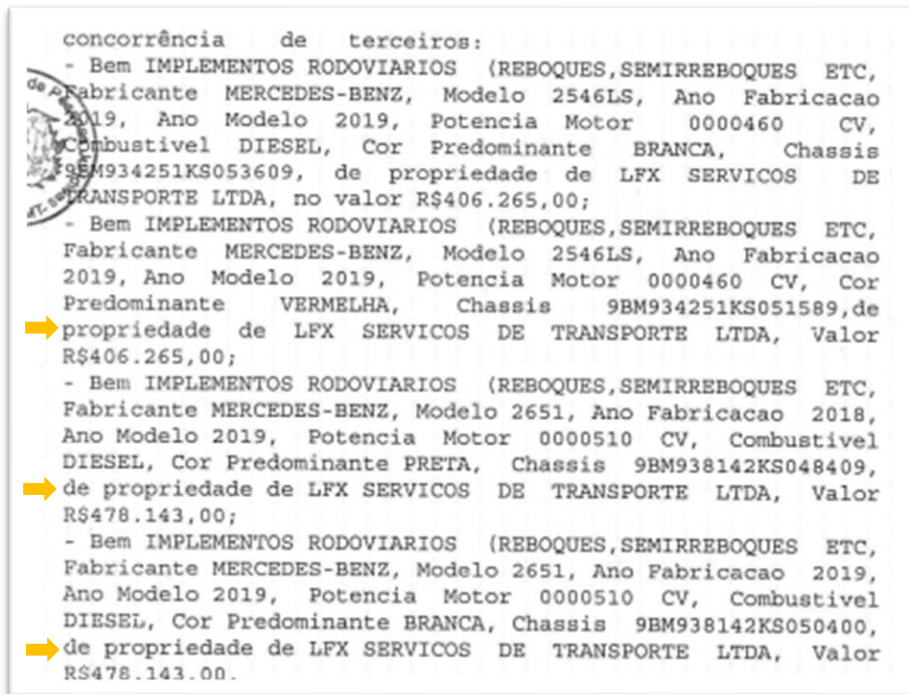 concorrência de terceiros:
- Bem IMPLEMENTOS RODOVIARIOS (REBOQUES,SEMIRREBOQUES ETC,
Fabricante MERCEDES-BENZ, Modelo 2546LS, Ano Fabricacao
2019, Ano Modelo 2019, Potencia Motor 0000460 CV,
Combustivel DIESEL, Cor Predominante BRANCA, Chassis
9BM934251KS053609, de propriedade de LFX SERVICOS DE
TRANSPORTE LTDA, no valor R$406.265,00;
- Bem IMPLEMENTOS RODOVIARIOS (REBOQUES,SEMIRREBOQUES ETC,
Fabricante MERCEDES-BENZ, Modelo 2546LS, Ano Fabricacao
2019, Ano Modelo 2019, Potencia Motor 0000460 CV, Cor
Predominante VERMELHA, Chassis 9BM934251KS051589,de
propriedade de LFX SERVICOS DE TRANSPORTE LTDA, Valor
R$406.265,00;
- Bem IMPLEMENTOS RODOVIARIOS (REBOQUES,SEMIRREBOQUES ETC,
Fabricante MERCEDES-BENZ, Modelo 2651, Ano Fabricacao 2018,
Ano Modelo 2019, Potencia Motor 0000510 CV, Combustivel
DIESEL, Cor Predominante PRETA, Chassis 9BM938142KS048409,
de propriedade de LFX SERVICOS DE TRANSPORTE LTDA, Valor
R$478.143,00;
- Bem IMPLEMENTOS RODOVIARIOS (REBOQUES,SEMIRREBOQUES ETC,
Fabricante MERCEDES-BENZ, Modelo 2651, Ano Fabricacao 2019,
Ano Modelo 2019, Potencia Motor 0000510 CV, Combustivel
DIESEL, Cor Predominante BRANCA, Chassis 9BM938142KS050400,
de propriedade de LFX SERVICOS DE TRANSPORTE LTDA, Valor
R$478.143,00.